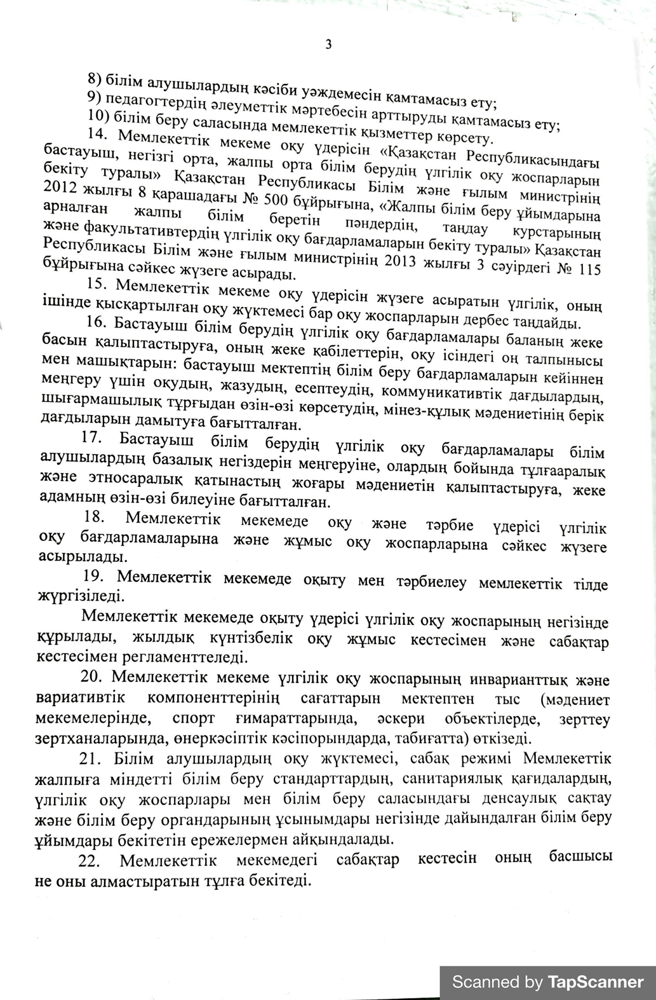 3
8) білім алушылардың кәсіби уәждемесін қамтамасыз ету;
9) педагогтердің әлеуметтік мәртебесін арттыруды қамтамасыз ету;
10) білім беру саласында мемлекеттік қызметтер көрсету.
14. Мемлекеттік мекеме оқу үдерісін «Қазақстан Республикасындағы
бастауыш, негізгі орта, жалпы орта білім берудің үлгілік оқу жоспарларын
бекіту туралы» Қазақстан Республикасы Білім және ғылым министрінің
2012 жылғы 8 қарашадағы № 500 бұйрығына, «Жалпы білім беру ұйымдарына
арналған жалпы білім беретін пәндердің, таңдау курстарының
және факультативтердің үлгілік оқу бағдарламаларын бекіту туралы» Қазақстан
Республикасы Білім және ғылым министрінің 2013 жылғы 3 сәуірдегі № 115
бұйрығына сәйкес жүзеге асырады.
15. Мемлекеттік мекеме оқу үдерісін жүзеге асыратын үлгілік, оның
ішінде қысқартылған оқу жүктемесі бар оқу жоспарларын дербес таңдайды.
16. Бастауыш білім берудің үлгілік оқу бағдарламалары баланың жеке
басын қалыптастыруға, оның жеке қабілеттерін, оқу ісіндегі оң талпынысы
мен машықтарын: бастауыш мектептің білім беру бағдарламаларын кейіннен
меңгеру үшін оқудың, жазудың, есептеудің, коммуникативтік дағдылардың,
шығармашылық тұрғыдан өзін-өзі көрсетудің, мінез-құлық мәдениетінің берік
дағдыларын дамытуға бағытталған.
17. Бастауыш білім берудің үлгілік оқу бағдарламалары білім
алушылардың базалық негіздерін меңгеруіне, олардың бойында тұлғааралық
және этносаралық қатынастың жоғары мәдениетін қалыптастыруға, жеке
адамның өзін-өзі билеуіне бағытталған.
18. Мемлекеттік мекемеде оқу және тәрбие үдерісі үлгілік
оқу бағдарламаларына және жұмыс оқу жоспарларына сәйкес жүзеге
асырылады.
19. Мемлекеттік мекемеде оқыту мен тәрбиелеу мемлекеттік тілде
жүргізіледі.
Мемлекеттік мекемеде оқыту үдерісі үлгілік оқу жоспарының негізінде
құрылады, жылдық күнтізбелік оқу жұмыс кестесімен және сабақтар
кестесімен регламенттеледі.
20. Мемлекеттік мекеме үлгілік оқу жоспарының инварианттық және
вариативтік компоненттерінің сағаттарын мектептен тыс (мәдениет
мекемелерінде, спорт ғимараттарында, әскери объектілерде, зерттеу
зертханаларында, өнеркәсіптік кәсіпорындарда, табиғатта) өткізеді.
21. Білім алушылардың оқу жүктемесі, сабақ режимі Мемлекеттік
жалпыға міндетті білім беру стандарттардың, санитариялық қағидалардың,
үлгілік оқу жоспарлары мен білім беру саласындағы денсаулық сақтау
және білім беру органдарының ұсынымдары негізінде дайындалған білім беру
ұйымдары бекітетін ережелермен айқындалады.
22. Мемлекеттік мекемедегі сабақтар кестесін оның басшысы
не оны алмастыратын тұлға бекітеді.
Scanned by TapScanner